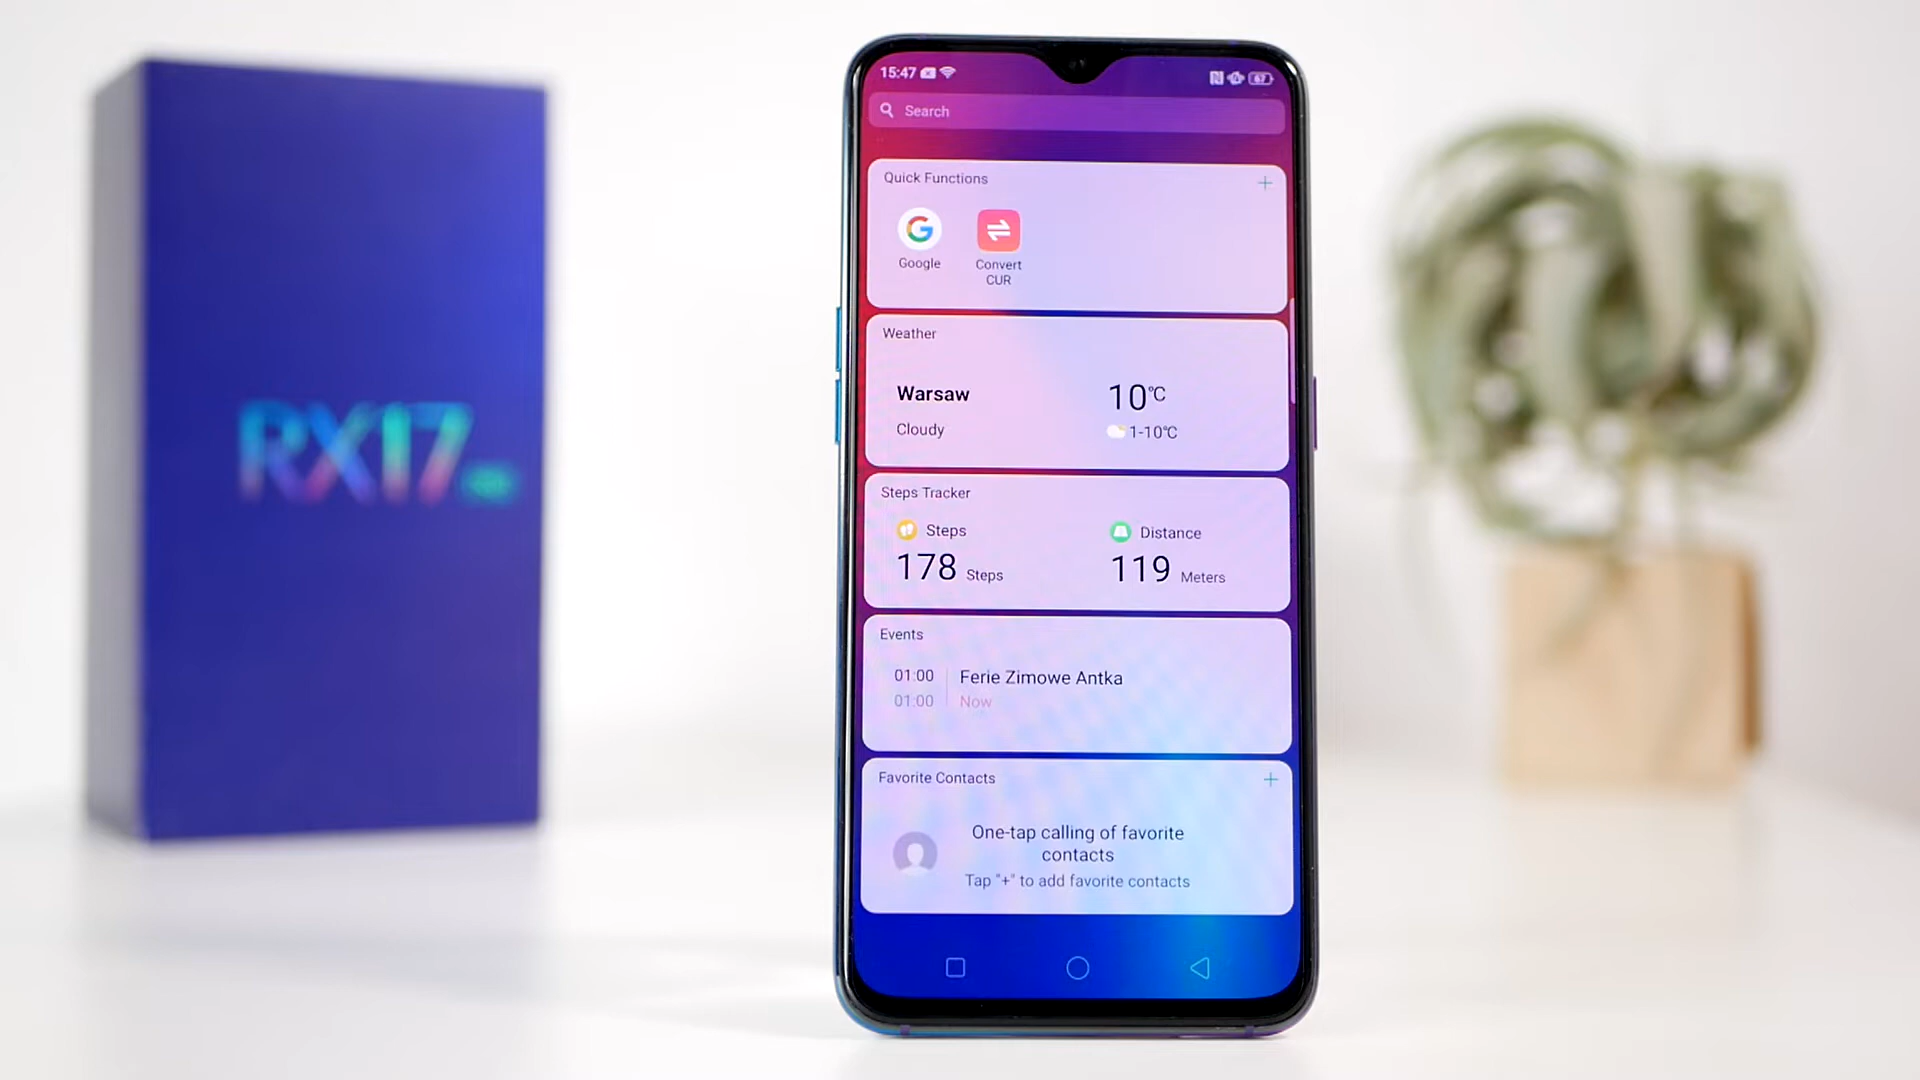 RX17
15:47
67
Search
Quick Functions
Google
Convert
CUR
Weather
Warsaw
10°C
Cloudy
1-10°C
Steps Tracker
Steps
Distance
178 Steps
119 Meters
Events
01:00
Ferie Zimowe Antka
01:00
Now
Favorite Contacts
One-tap calling of favorite
contacts
Tap "+" to add favorite contacts